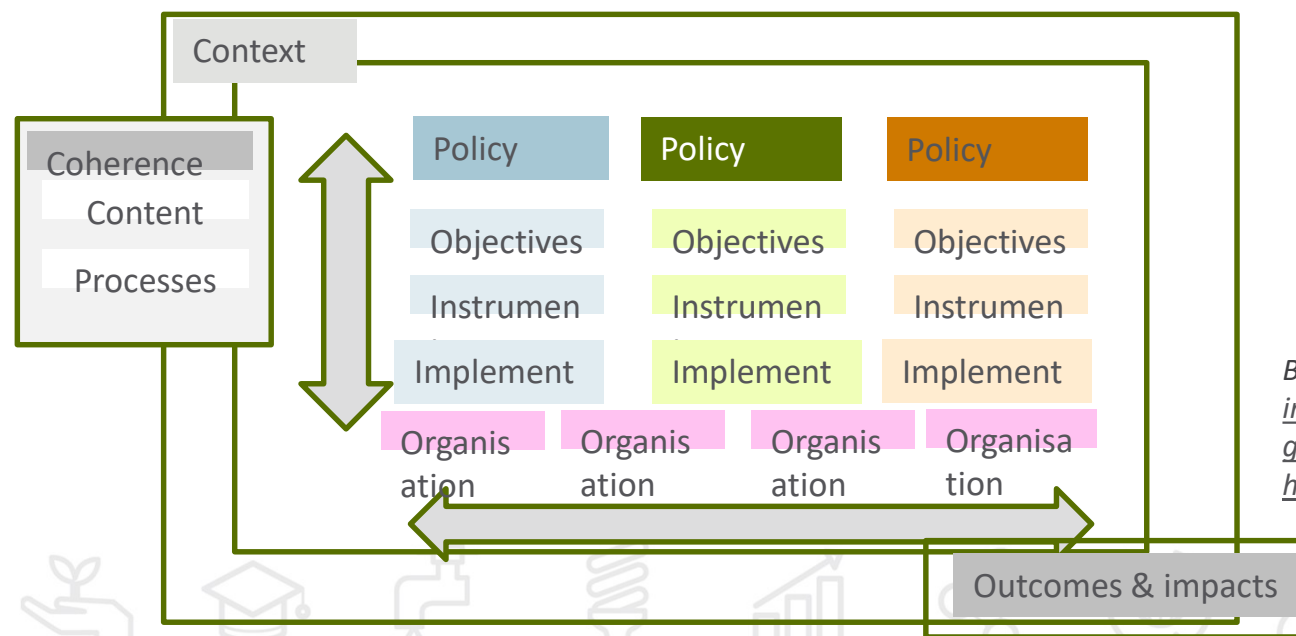 Context
Coherence
Content
Processes
Policy
Policy
Policy
Objectives
Objectives
Objectives
Instrumen
Instrumen
Instrumen
Implement
Implement
Implement
Organis
ation
Organis
ation
Organis
ation
Organisa
tion
Outcomes & impacts